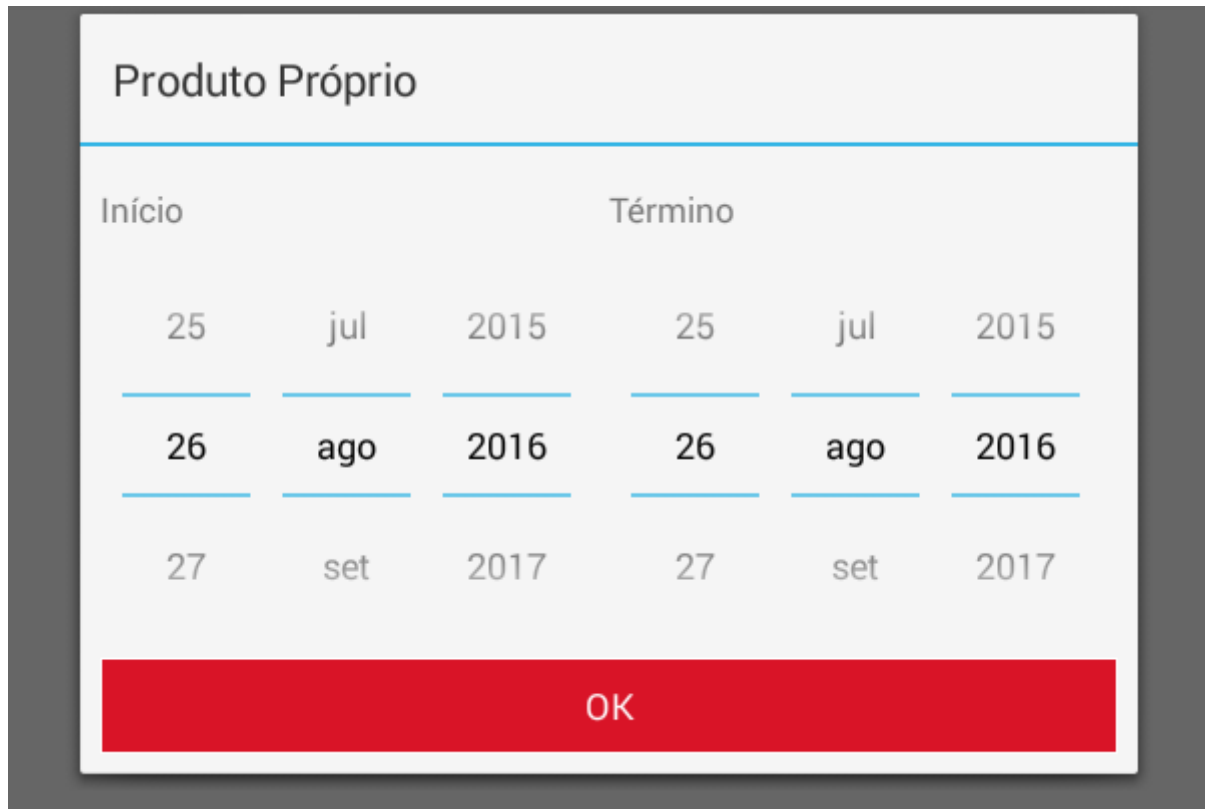 Produto Próprio
Início Término
25 jul 2015 25 jul 2015
26 ago 2016 26 ago 2016
27 set 2017 27 set 2017
OK